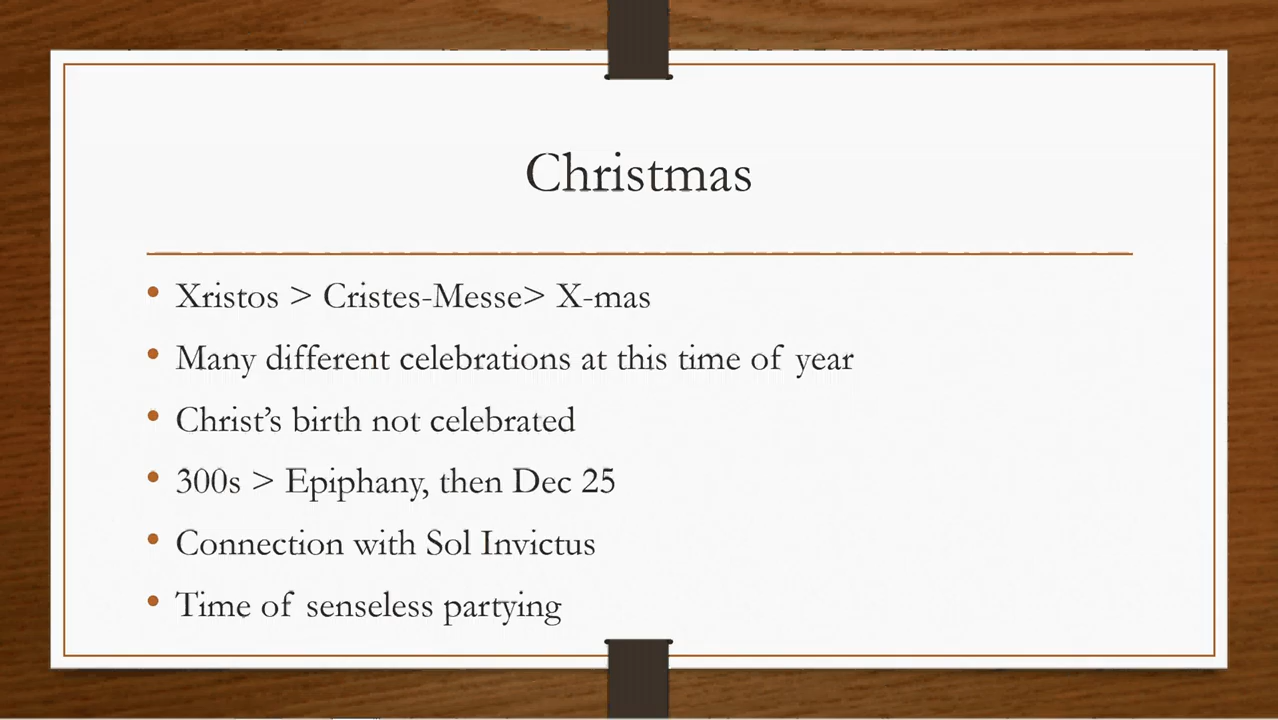 Christmas
Xristos > Cristes-Messe> X-mas
Many different celebrations at this time of year
Christ’s birth not celebrated
300s > Epiphany, then Dec 25
Connection with Sol Invictus
Time of senseless partying